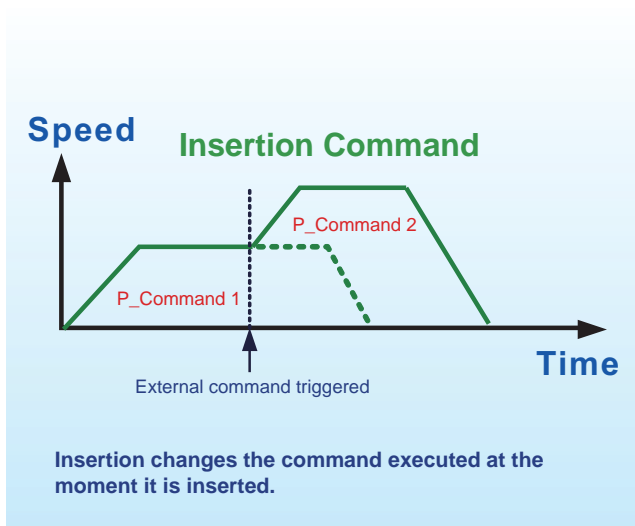 Speed
Insertion Command
P_Command 2
P_Command 1
Time
External command triggered
Insertion changes the command executed at the
moment it is inserted.